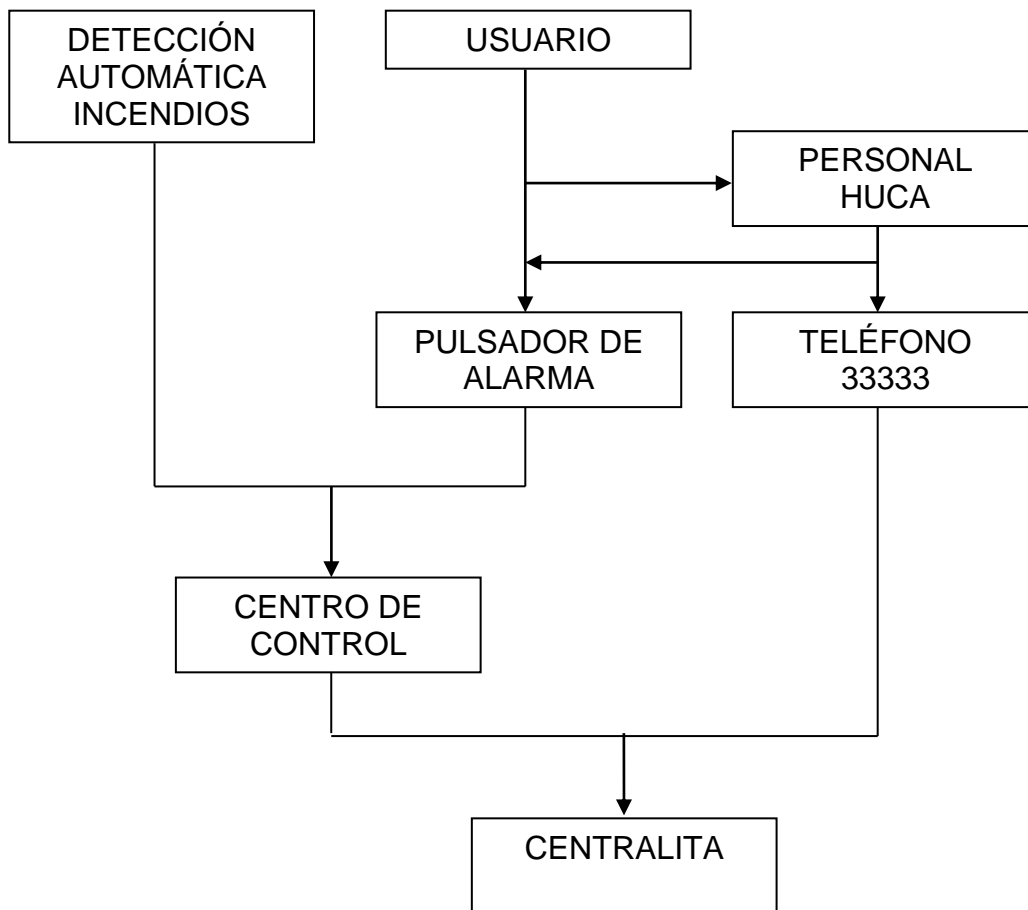 DETECCIÓN
AUTOMÁTICA
INCENDIOS
USUARIO
PERSONAL
HUCA
PULSADOR DE
ALARMA
TELÉFONO
33333
CENTRO DE
CONTROL
CENTRALITA